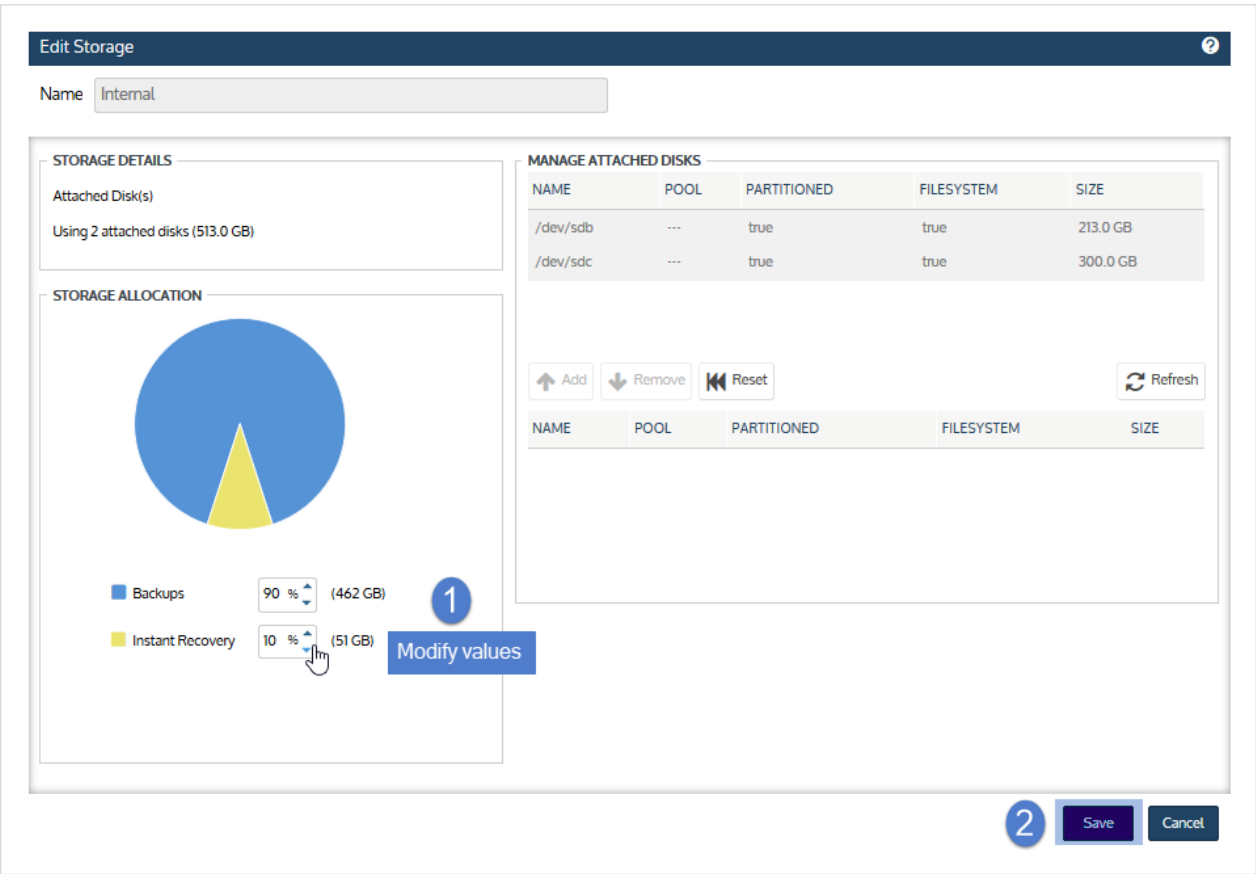 Edit Storage ?
Name Internal
STORAGE DETAILS
Attached Disk(s)
Using 2 attached disks (513.0 GB)
STORAGE ALLOCATION
Backups 90 % (462 GB)
Instant Recovery 10 % (51 GB)
1
Modify values
MANAGE ATTACHED DISKS
NAME POOL PARTITIONED FILESYSTEM SIZE
/dev/sdb --- true true 213.0 GB
/dev/sdc --- true true 300.0 GB
Add Remove Reset Refresh
NAME POOL PARTITIONED FILESYSTEM SIZE
2 Save Cancel